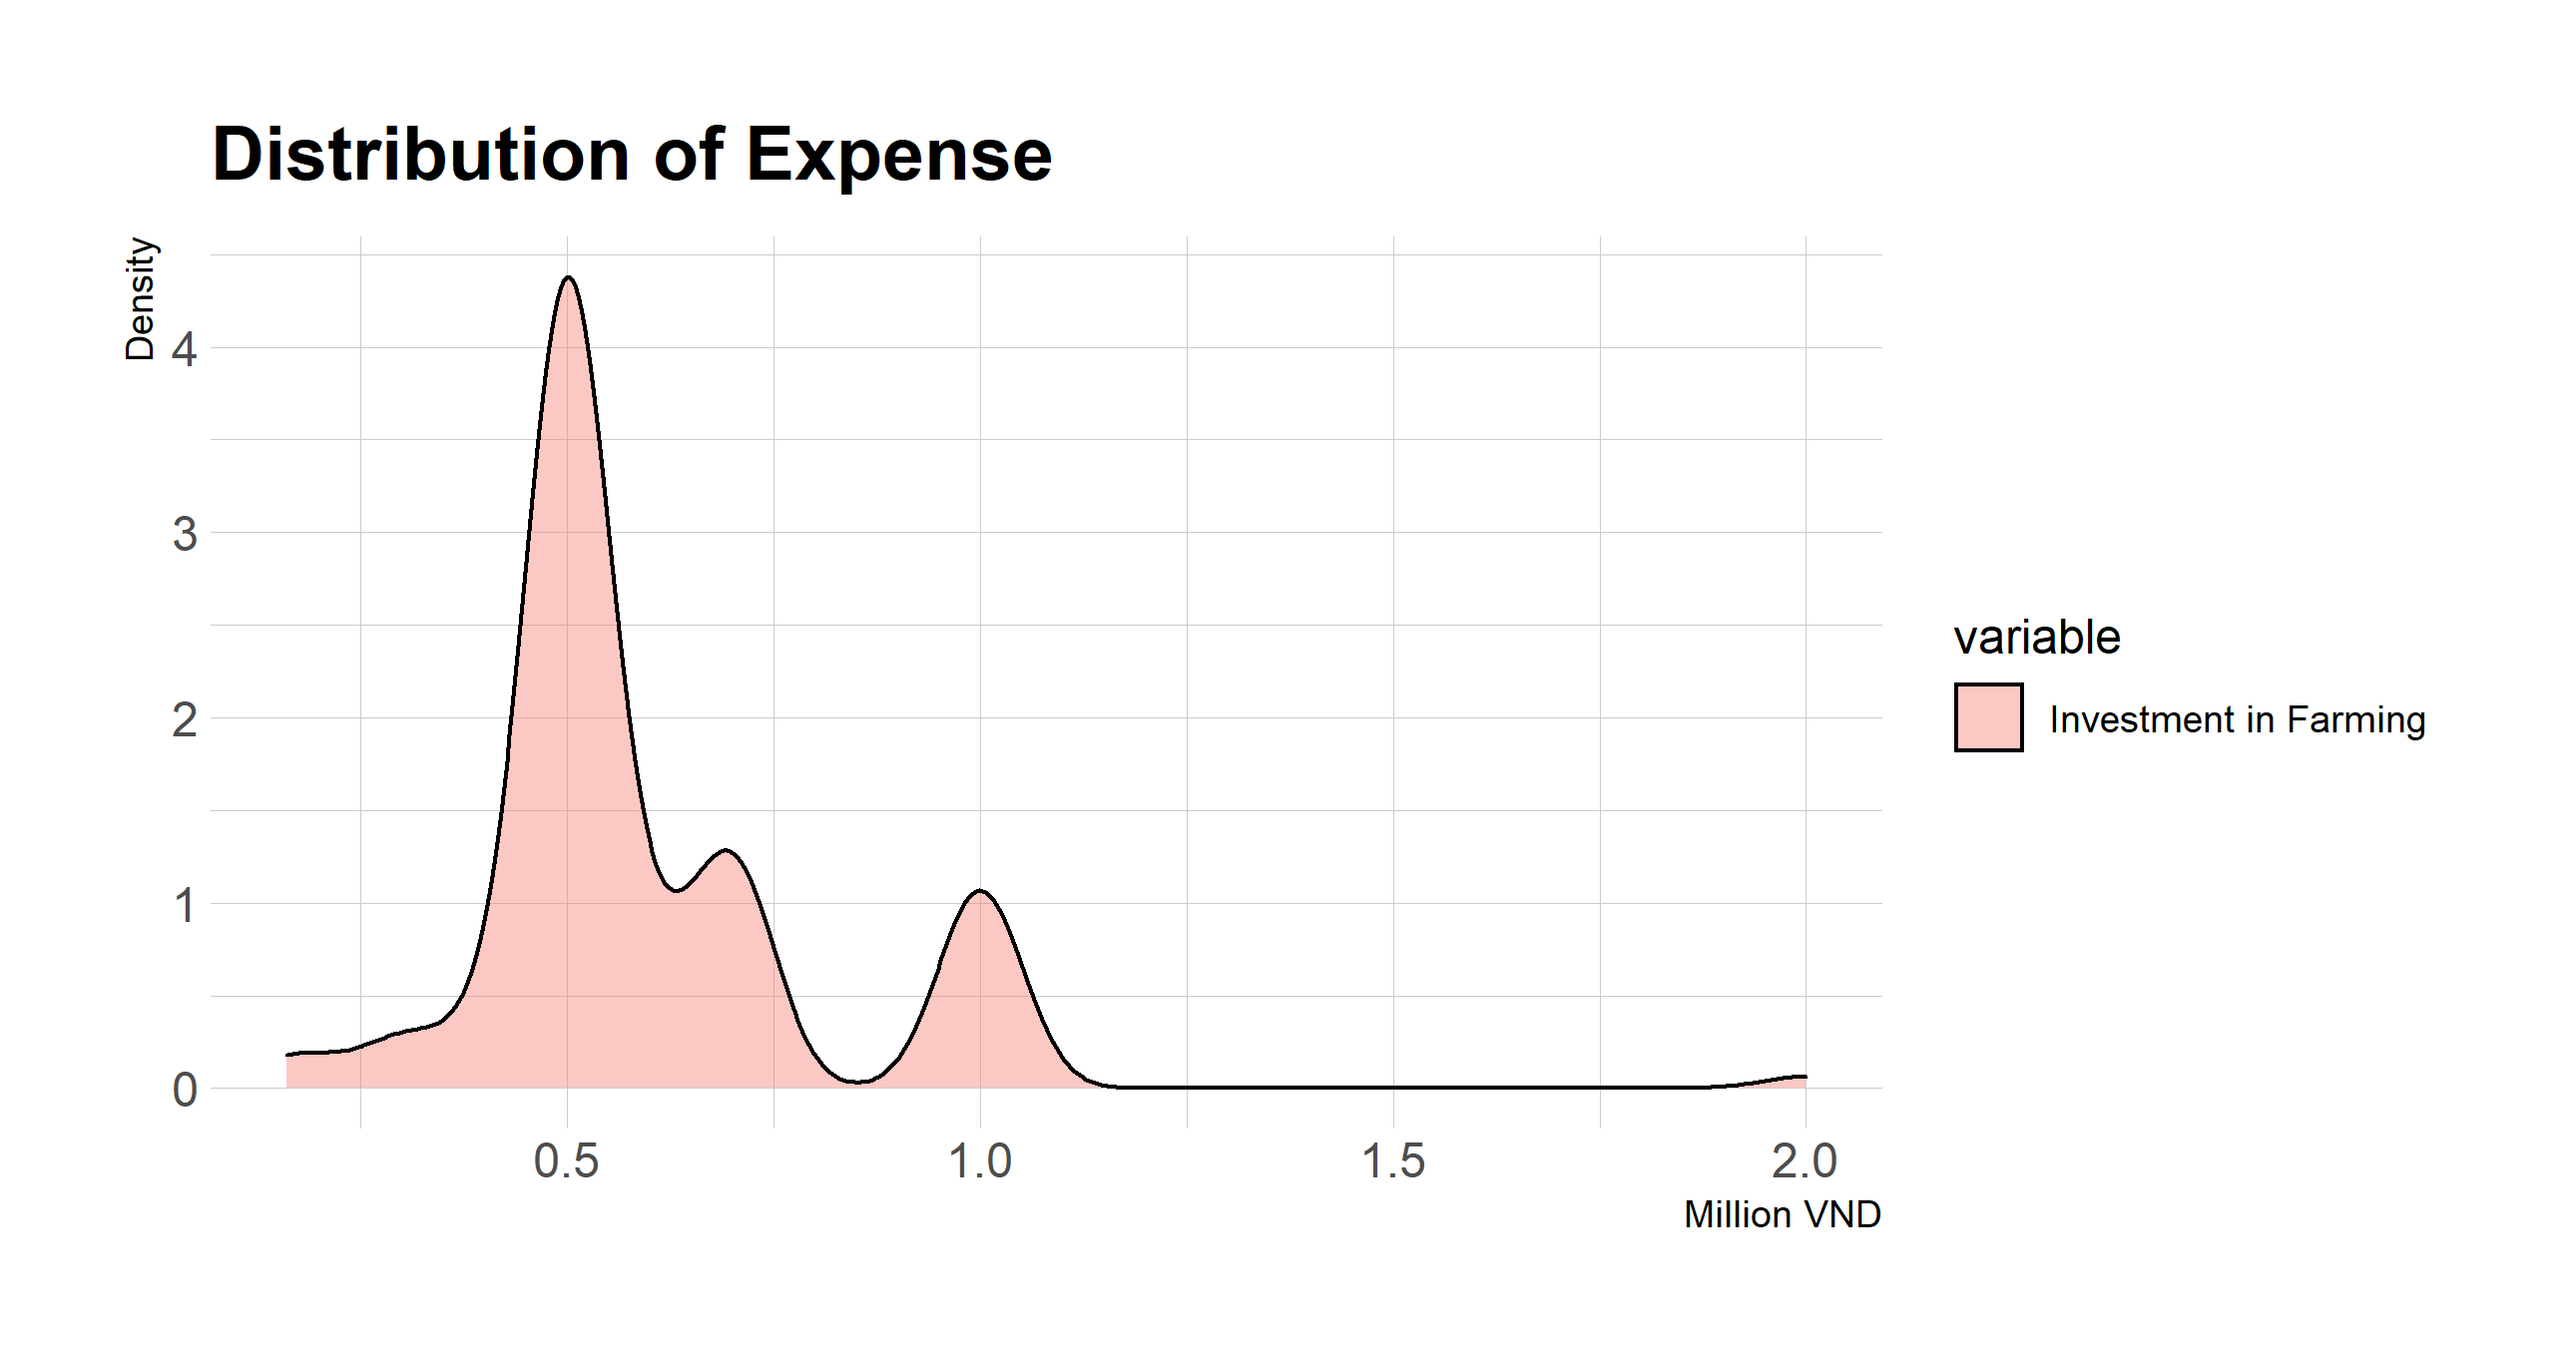 Distribution of Expense
Density
4
3
2
1
0
0.5 1.0 1.5 2.0
Million VND
variable
Investment in Farming